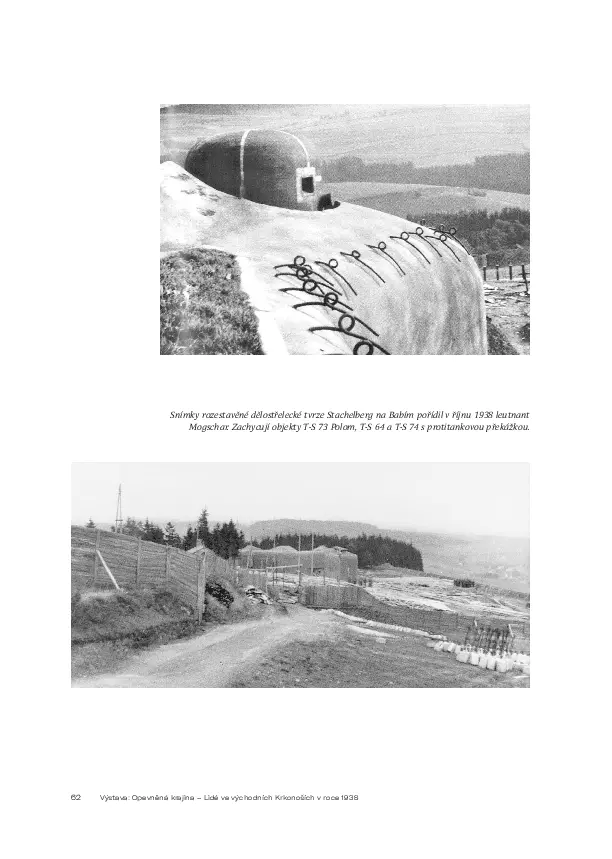 Snímky rozestavěné dělostřelecké tvrze Stachelberg na Babím pořídil v říjnu 1938 leutnant
Mogschar. Zachycují objekty T-S 73 Polom, T-S 64 a T-S 74 s protitankovou překážkou.
62 Výstava: Opevněná krajina – Lidé ve východních Krkonoších v roce 1938